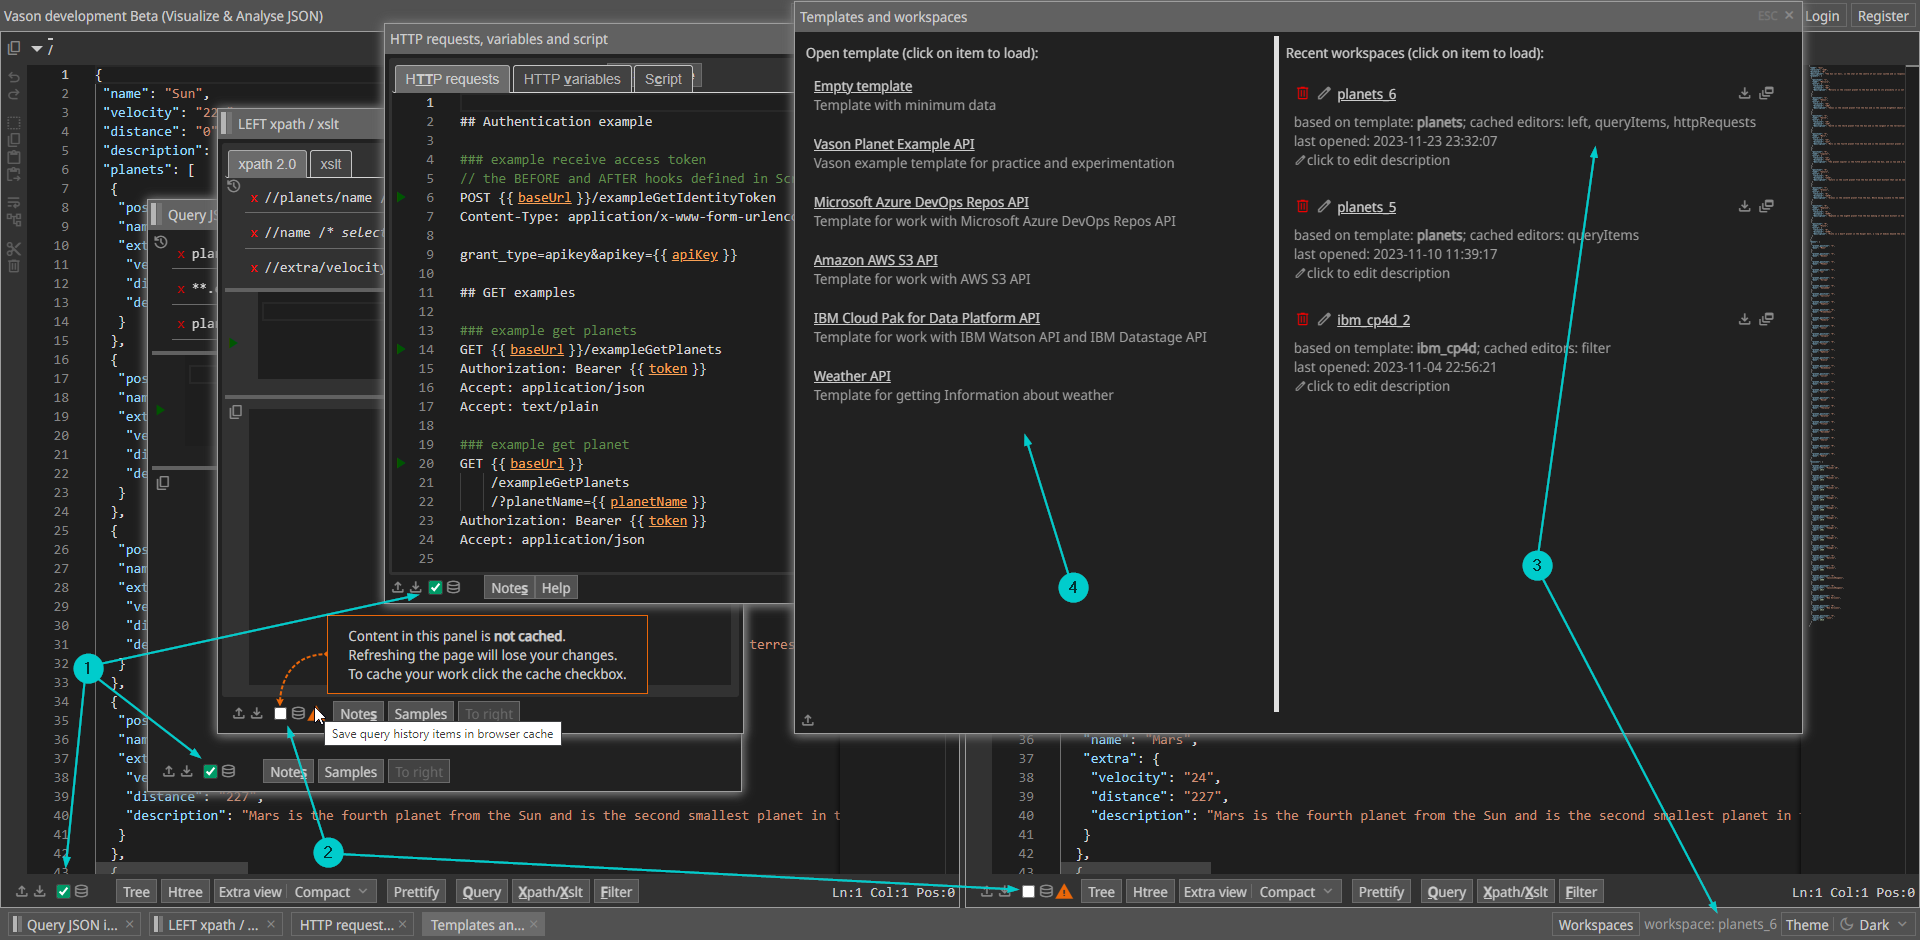 Vason development Beta (Visualize & Analyse JSON)
Login
Register
/
1 {
2 "name": "Sun",
3 "velocity": "22
4 "distance": "0"
5 "description":
6 "planets": [
7 {
8 "pos
9 "nam
10 "ext
11 "ve
12 "di
13 "de
14 }
15 },
16 {
17 "pos
18 "nam
19 "ext
20 "ve
21 "di
22 "de
23 }
24 },
25 {
26 "pos
27 "nam
28 "ext
29 "ve
30 "di
31 "de
terres
32 }
33 },
34 {
35 "pos
36 "nam
37 "ext
38 "ve
39 "distance": "227",
40 "description": "Mars is the fourth planet from the Sun and is the second smallest planet in t
41 }
42 },
43 {
Query JS
x plan
x **.
x plan
Notes
Samples
To right
LEFT xpath / xslt
xpath 2.0
xslt
x //planets/name /
x //name /* select
x //extra/velocity
Notes
Samples
To right
Content in this panel is not cached.
Refreshing the page will lose your changes.
To cache your work click the cache checkbox.
Save query history items in browser cache
HTTP requests, variables and script
HTTP requests
HTTP variables
Script
1
2 ## Authentication example
3
4 ### example receive access token
5 // the BEFORE and AFTER hooks defined in Sc
6 POST {{ baseUrl }}/exampleGetIdentityToken
7 Content-Type: application/x-www-form-urlenco
8
9 grant_type=apikey&apikey={{ apiKey }}
10
11 ## GET examples
12
13 ### example get planets
14 GET {{ baseUrl }}/exampleGetPlanets
15 Authorization: Bearer {{ token }}
16 Accept: application/json
17 Accept: text/plain
18
19 ### example get planet
20 GET {{ baseUrl }}
21 /exampleGetPlanets
22 /?planetName={{ planetName }}
23 Authorization: Bearer {{ token }}
24 Accept: application/json
25
Notes
Help
Templates and workspaces
ESC ×
Open template (click on item to load):
Empty template
Template with minimum data
Vason Planet Example API
Vason example template for practice and experimentation
Microsoft Azure DevOps Repos API
Template for work with Microsoft Azure DevOps Repos API
Amazon AWS S3 API
Template for work with AWS S3 API
IBM Cloud Pak for Data Platform API
Template for work with IBM Watson API and IBM Datastage API
Weather API
Template for getting Information about weather
Recent workspaces (click on item to load):
planets_6
based on template: planets; cached editors: left, queryItems, httpRequests
last opened: 2023-11-23 23:32:07
click to edit description
planets_5
based on template: planets; cached editors: queryItems
last opened: 2023-11-10 11:39:17
click to edit description
ibm_cp4d_2
based on template: ibm_cp4d; cached editors: filter
last opened: 2023-11-04 22:56:21
click to edit description
1
2
3
4
36 "name": "Mars",
37 "extra": {
38 "velocity": "24",
39 "distance": "227",
40 "description": "Mars is the fourth planet from the Sun and is the second smallest planet in
41 }
42 },
43 {
Tree
Htree
Extra view
Compact
Prettify
Query
Xpath/Xslt
Filter
Ln:1 Col:1 Pos:0
Tree
Htree
Extra view
Compact
Prettify
Query
Xpath/Xslt
Filter
Ln:1 Col:1 Pos:0
Query JSON i... ×
LEFT xpath / ... ×
HTTP request... ×
Templates an... ×
Workspaces
workspace: planets_6
Theme
Dark